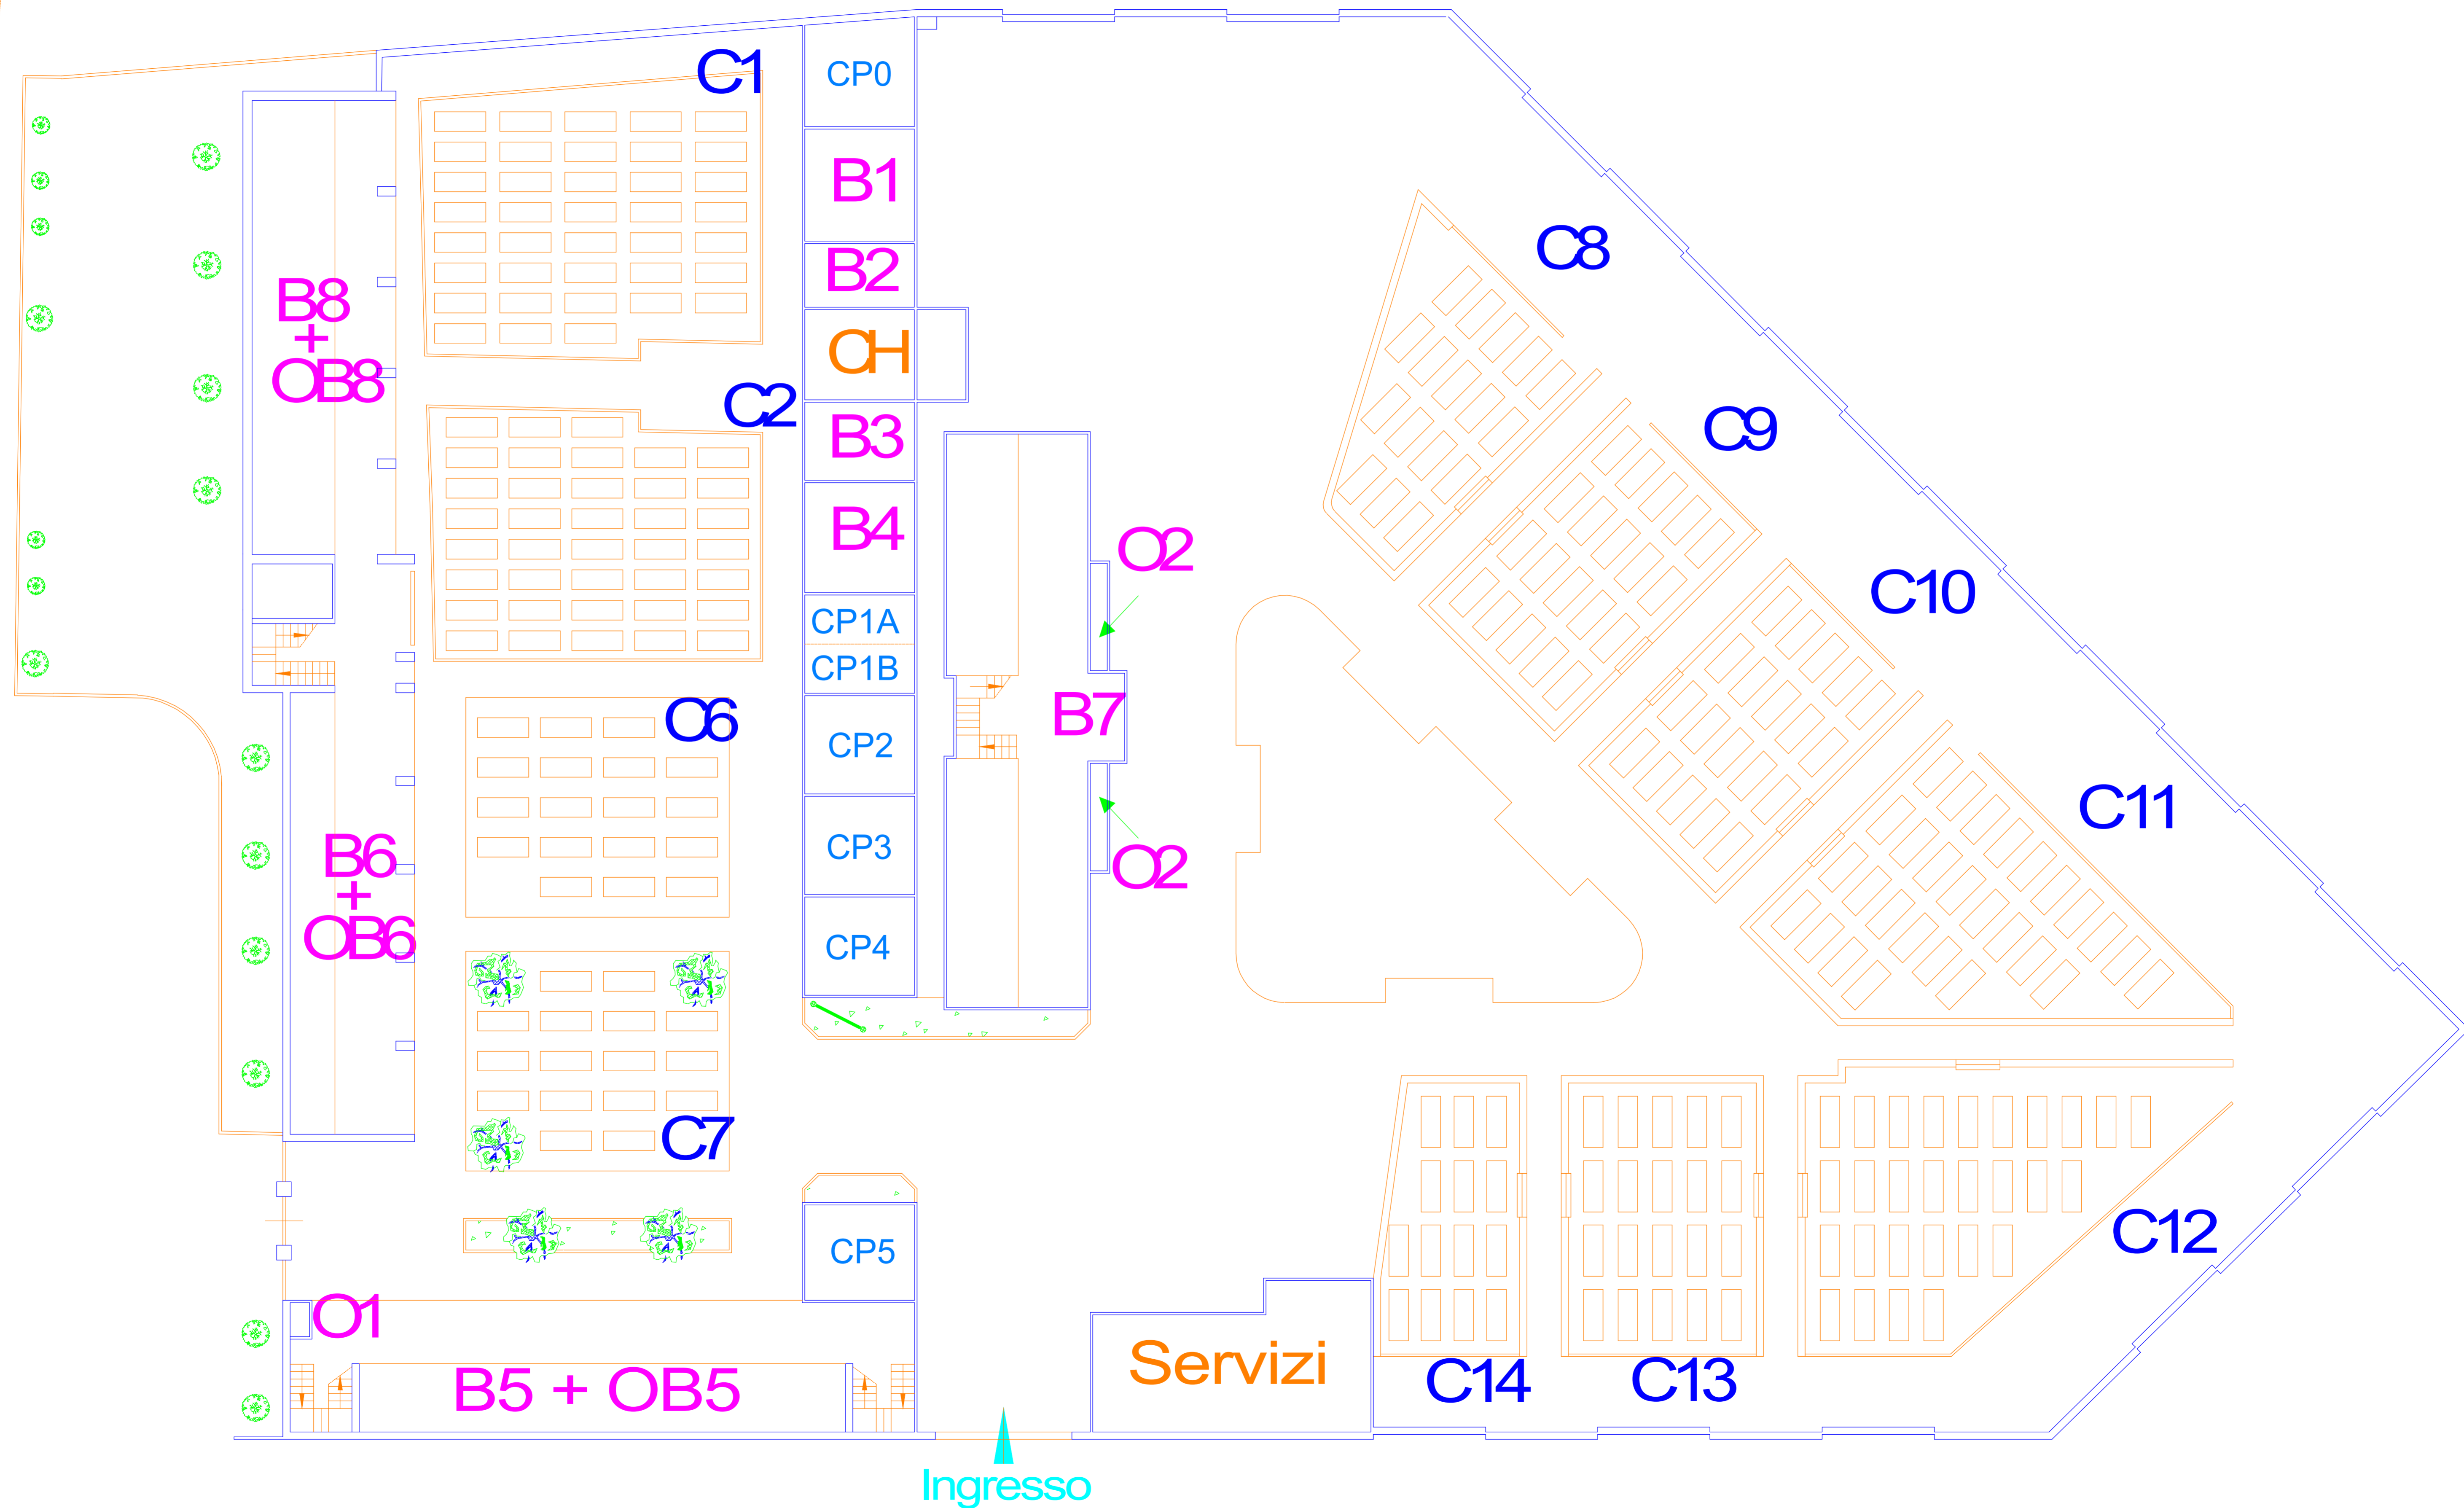 C1
CP0
B1
B2
CH
C2
B3
B4
CP1A
CP1B
CP2
CP3
CP4
CP5
B8
+
OB8
C6
B6
+
OB6
C7
O1
B5 + OB5
O2
B7
O2
C8
C9
C10
C11
C12
C13
C14
Servizi
Ingresso